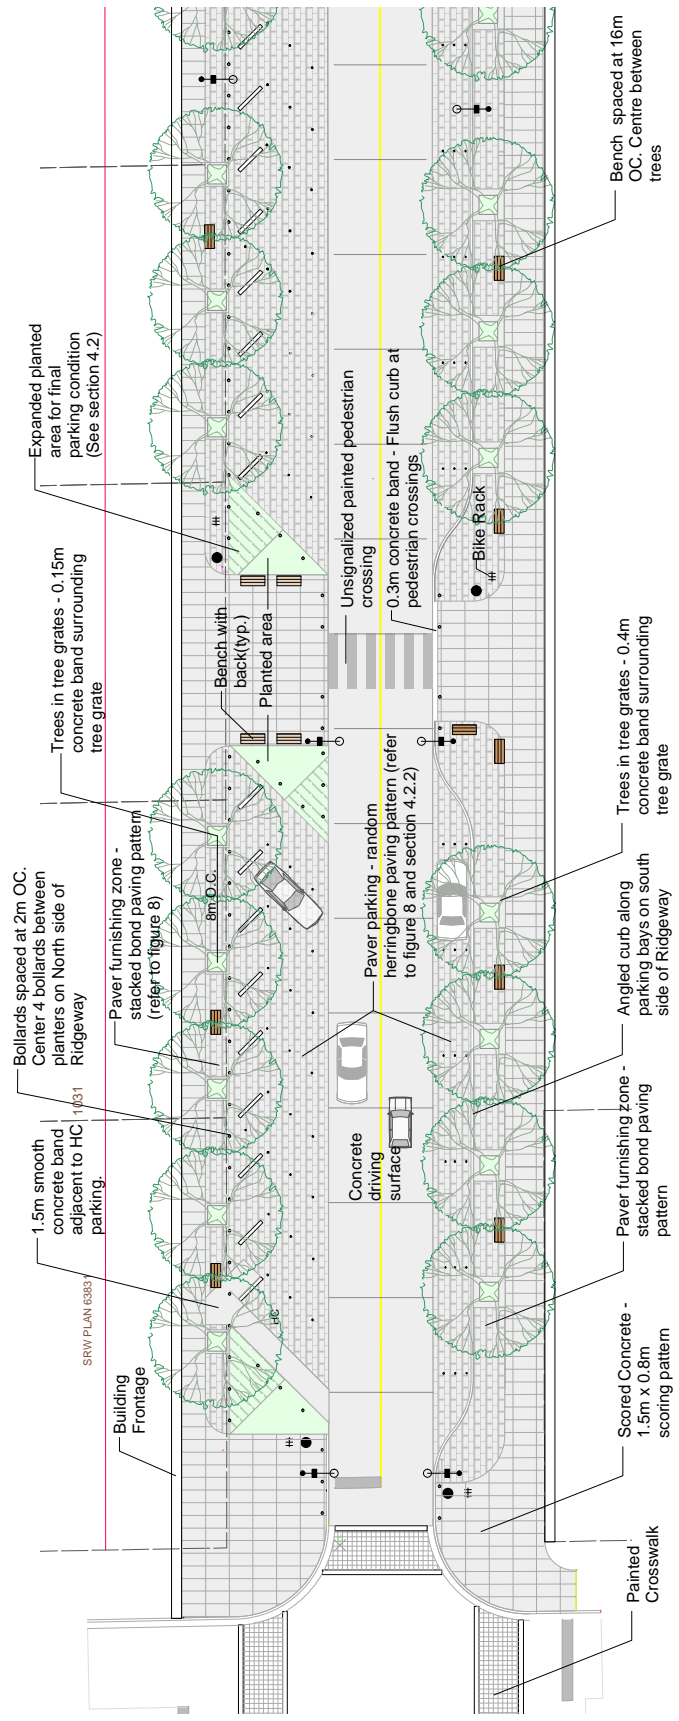 Bench spaced at 16m
OC. Centre between
trees
Expanded planted
area for final
parking condition
(See section 4.2)
Unsignalized painted pedestrian
crossing
0.3m concrete band - Flush curb at
pedestrian crossings
Bike Rack
Trees in tree grates - 0.15m
concrete band surrounding
tree grate
Bench with
back(typ.)
Planted area
Trees in tree grates - 0.4m
concrete band surrounding
tree grate
Bollards spaced at 2m OC.
Center 4 bollards between
planters on North side of
Ridgeway
Paver furnishing zone -
stacked bond paving pattern
(refer to figure 8)
8m O.C.
Paver parking - random
herringbone paving pattern (refer
to figure 8 and section 4.2.2)
Angled curb along
parking bays on south
side of Ridgeway
1.5m smooth
concrete band
adjacent to HC
parking.
1031
SRW PLAN 63831
Concrete
driving
surface
Paver furnishing zone -
stacked bond paving
pattern
HC
Building
Frontage
Scored Concrete -
1.5m x 0.8m
scoring pattern
Painted
Crosswalk